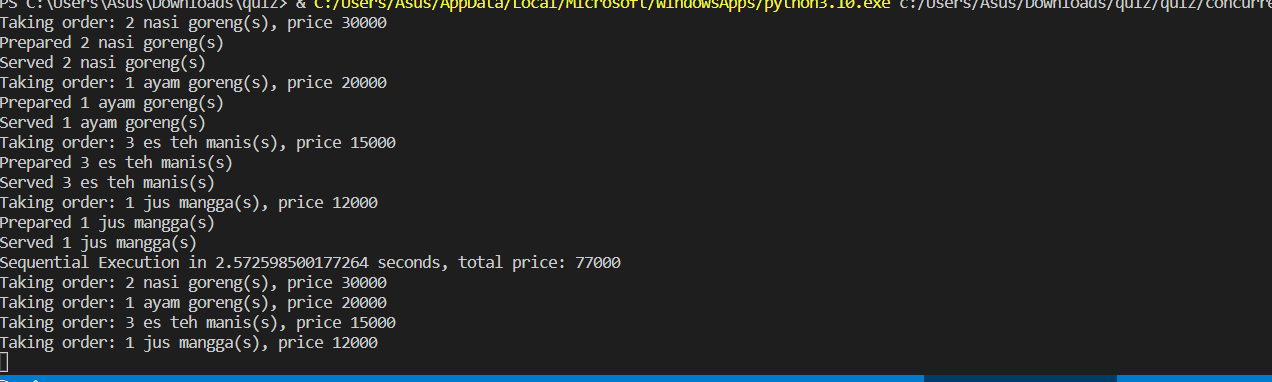 PS C:\Users\Asus\Downloads\quiz> & C:/Users/Asus/AppData/Local/Microsoft/WindowsApps/python3.10.exe c:/Users/Asus/Downloads/quiz/quiz/concurre
Taking order: 2 nasi goreng(s), price 30000
Prepared 2 nasi goreng(s)
Served 2 nasi goreng(s)
Taking order: 1 ayam goreng(s), price 20000
Prepared 1 ayam goreng(s)
Served 1 ayam goreng(s)
Taking order: 3 es teh manis(s), price 15000
Prepared 3 es teh manis(s)
Served 3 es teh manis(s)
Taking order: 1 jus mangga(s), price 12000
Prepared 1 jus mangga(s)
Served 1 jus mangga(s)
Sequential Execution in 2.572598500177264 seconds, total price: 77000
Taking order: 2 nasi goreng(s), price 30000
Taking order: 1 ayam goreng(s), price 20000
Taking order: 3 es teh manis(s), price 15000
Taking order: 1 jus mangga(s), price 12000